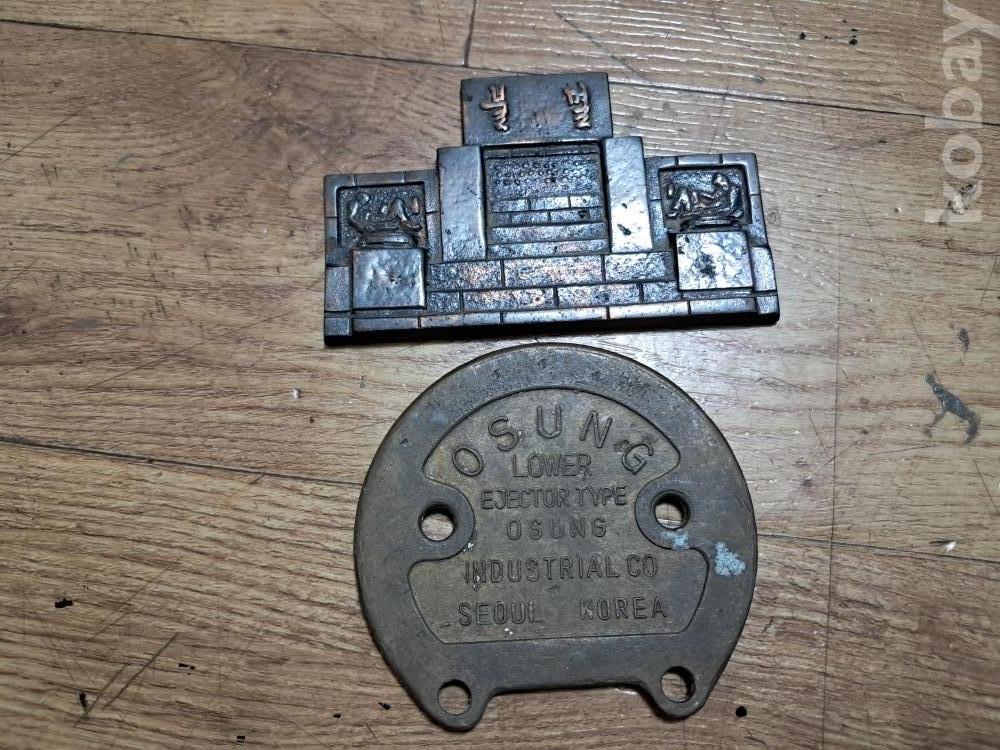 OSUNG
LOWER
EJECTOR TYPE
OSUNG
INDUSTRIAL CO
SEOUL KOREA
kobay